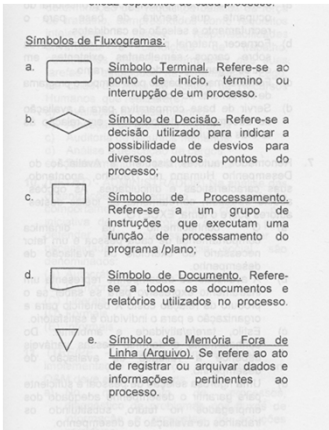 Símbolos de Fluxogramas:
a. Símbolo Terminal. Refere-se ao
ponto de início, término ou
interrupção de um processo.
b. Símbolo de Decisão. Refere-se a
decisão utilizado para indicar a
possibilidade de desvios para
diversos outros pontos do
processo;
c. Símbolo de Processamento.
Refere-se a um grupo de
instruções que executam uma
função de processamento do
programa /plano;
d. Símbolo de Documento. Refere-
se a todos os documentos e
relatórios utilizados no processo.
e. Símbolo de Memória Fora de
Linha (Arquivo). Se refere ao ato
de registrar ou arquivar dados e
informações pertinentes ao
processo.